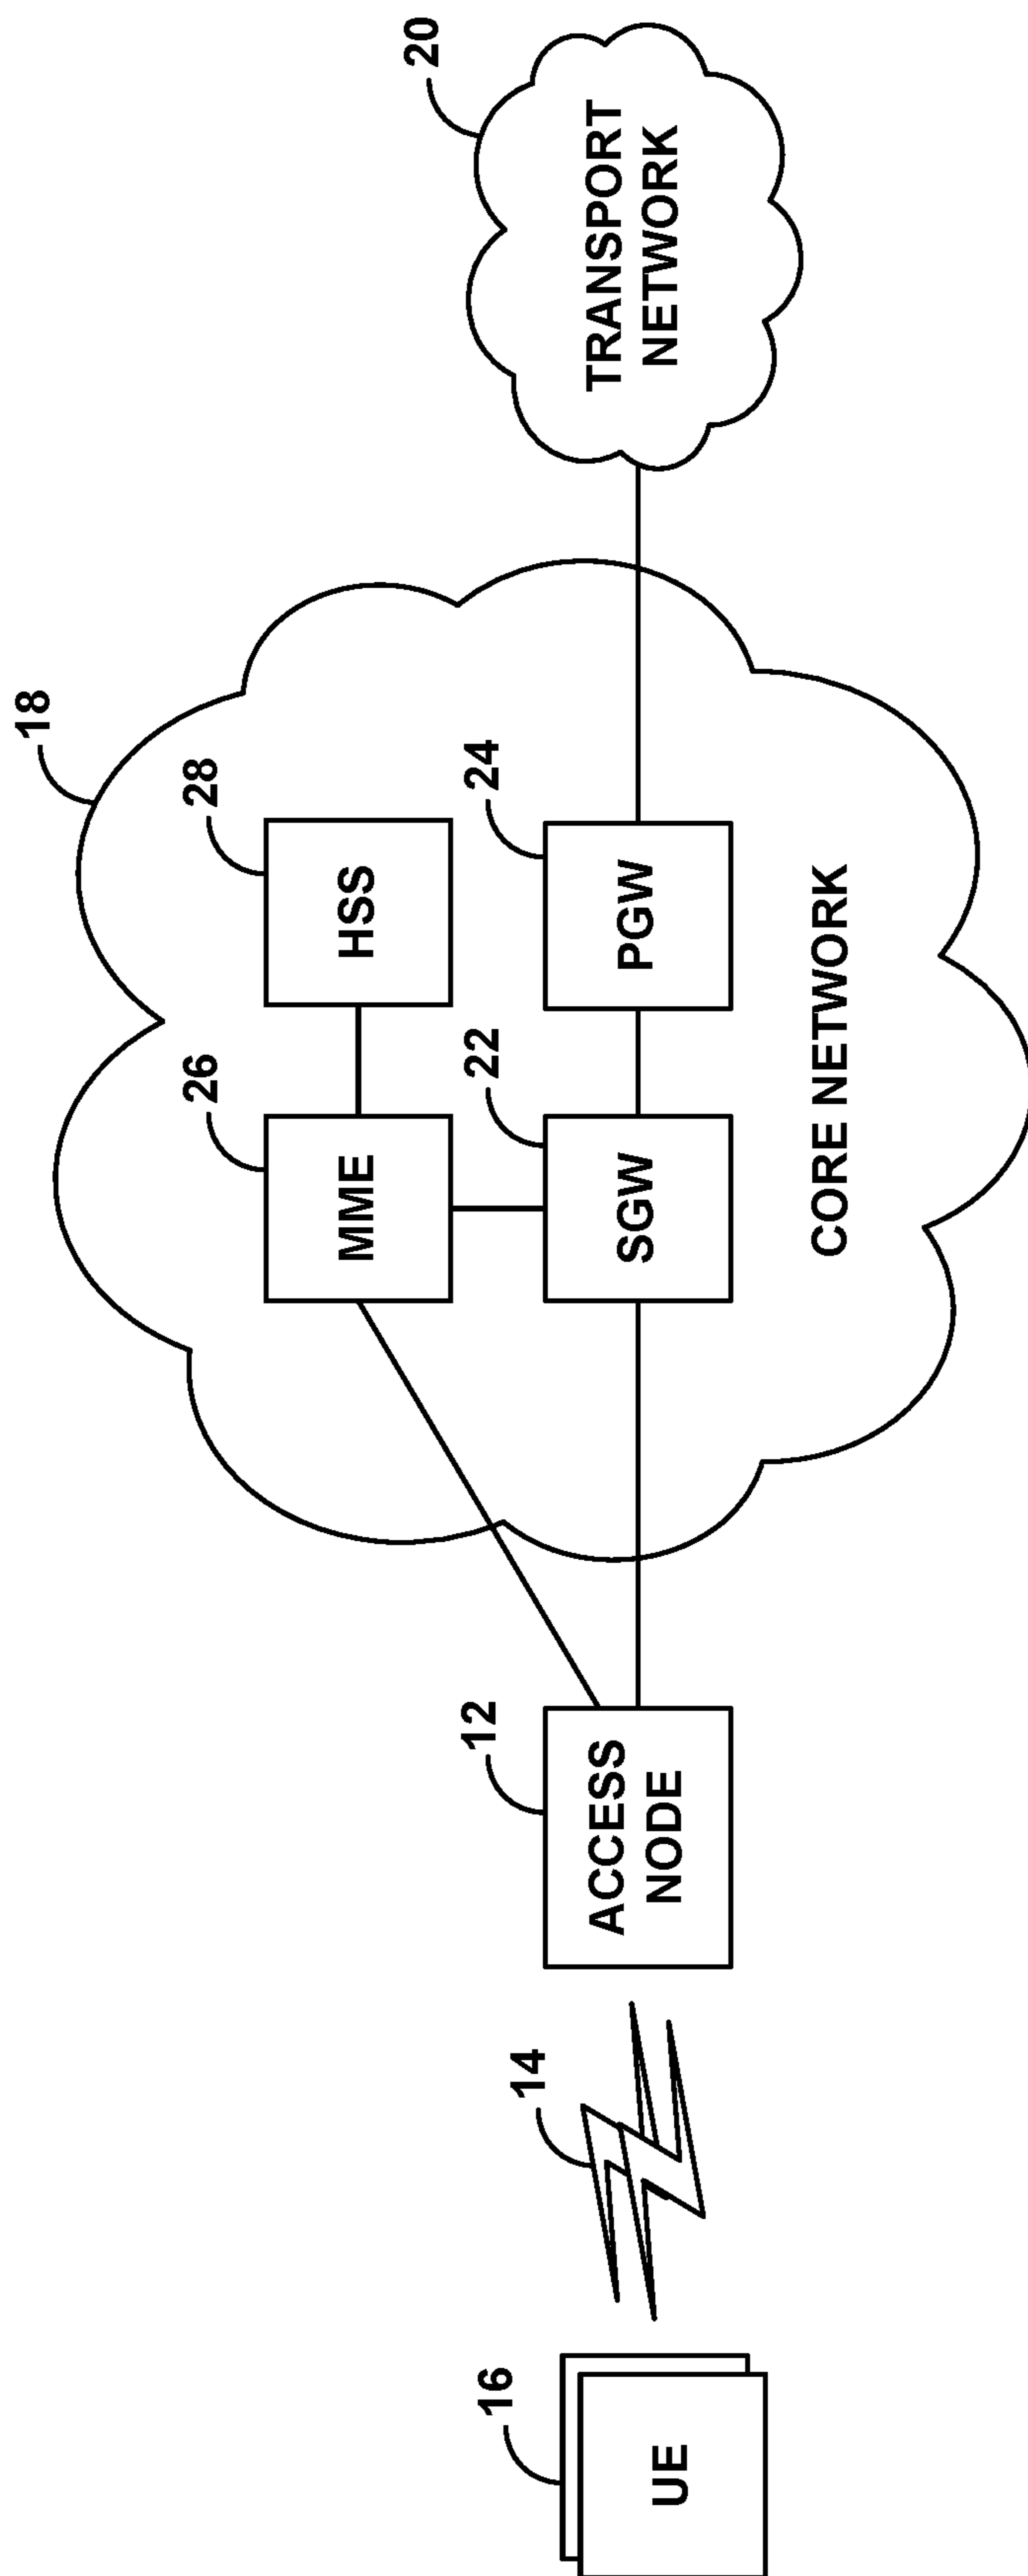 18
20
28
HSS
26
MME
24
PGW
22
SGW
TRANSPORT
NETWORK
12
ACCESS
NODE
14
16
UE
CORE NETWORK